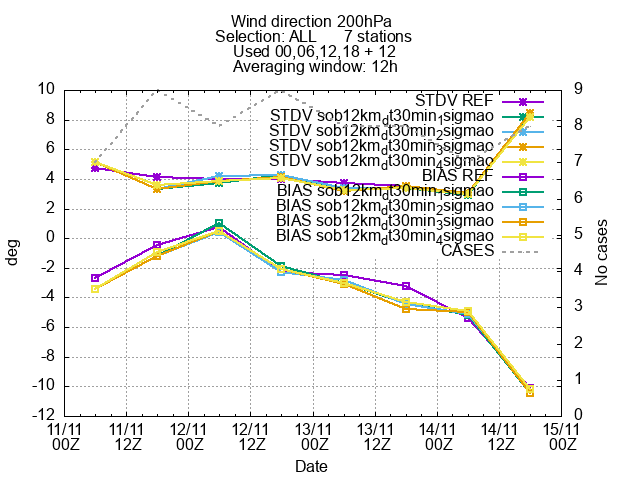 Wind direction 200hPa
Selection: ALL 7 stations
Used 00,06,12,18 + 12
Averaging window: 12h
STDV REF
STDV sob12km_dt30min_1sigmao
STDV sob12km_dt30min_2sigmao
STDV sob12km_dt30min_3sigmao
STDV sob12km_dt30min_4sigmao
BIAS REF
BIAS sob12km_dt30min_1sigmao
BIAS sob12km_dt30min_2sigmao
BIAS sob12km_dt30min_3sigmao
BIAS sob12km_dt30min_4sigmao
CASES
10
8
6
4
2
0
-2
-4
-6
-8
-10
-12
deg
9
8
7
6
5
4
3
2
1
0
No cases
11/11 11/11 12/11 12/11 13/11 13/11 14/11 14/11 15/11
00Z 12Z 00Z 12Z 00Z 12Z 00Z 12Z 00Z
Date